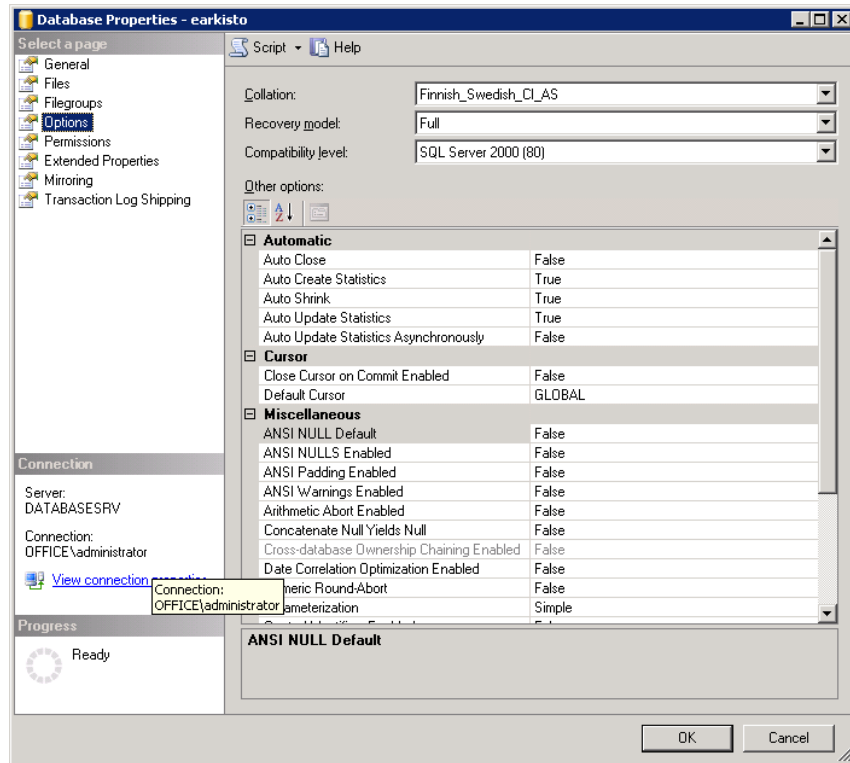 Database Properties - earkisto
Select a page
General
Files
Filegroups
Options
Permissions
Extended Properties
Mirroring
Transaction Log Shipping
Connection
Server:
DATABASESRV
Connection:
OFFICE\administrator
View connection
Connection:
OFFICE\administrator
Progress
Ready
Script Help
Collation: Finnish_Swedish_CI_AS
Recovery model: Full
Compatibility level: SQL Server 2000 (80)
Other options:
Automatic
Auto Close False
Auto Create Statistics True
Auto Shrink True
Auto Update Statistics True
Auto Update Statistics Asynchronously False
Cursor
Close Cursor on Commit Enabled False
Default Cursor GLOBAL
Miscellaneous
ANSI NULL Default False
ANSI NULLS Enabled False
ANSI Padding Enabled False
ANSI Warnings Enabled False
Arithmetic Abort Enabled False
Concatenate Null Yields Null False
Cross-database Ownership Chaining Enabled False
Date Correlation Optimization Enabled False
meric Round-Abort False
ameterization Simple
ANSI NULL Default
OK Cancel